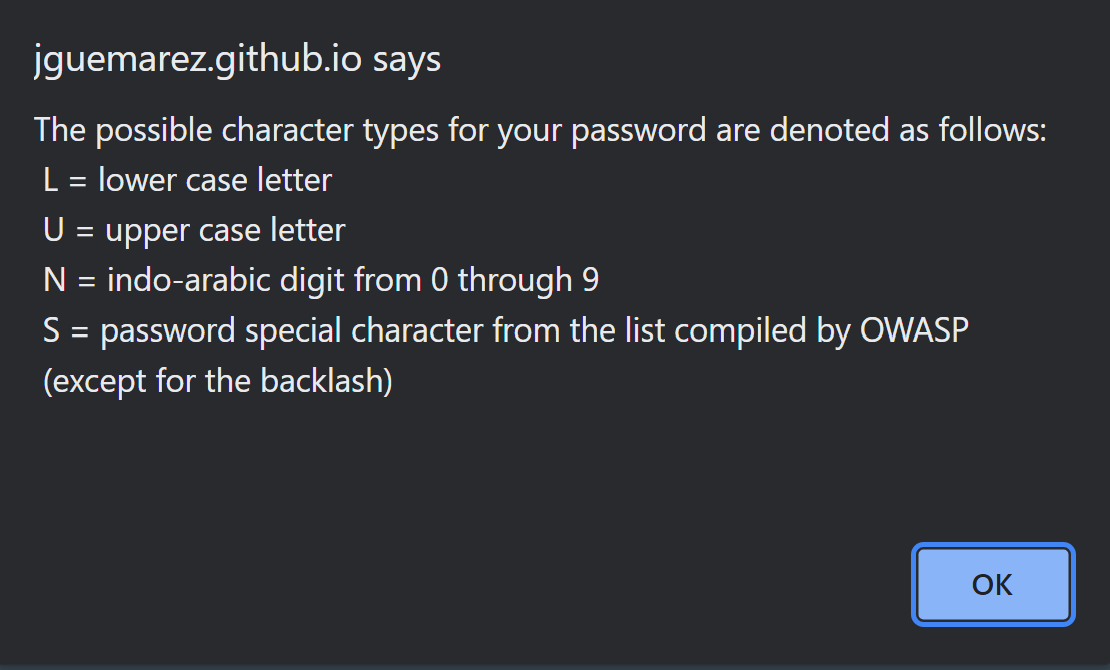 jguemarez.github.io says
The possible character types for your password are denoted as follows:
L = lower case letter
U = upper case letter
N = indo-arabic digit from 0 through 9
S = password special character from the list compiled by OWASP
(except for the backlash)
OK